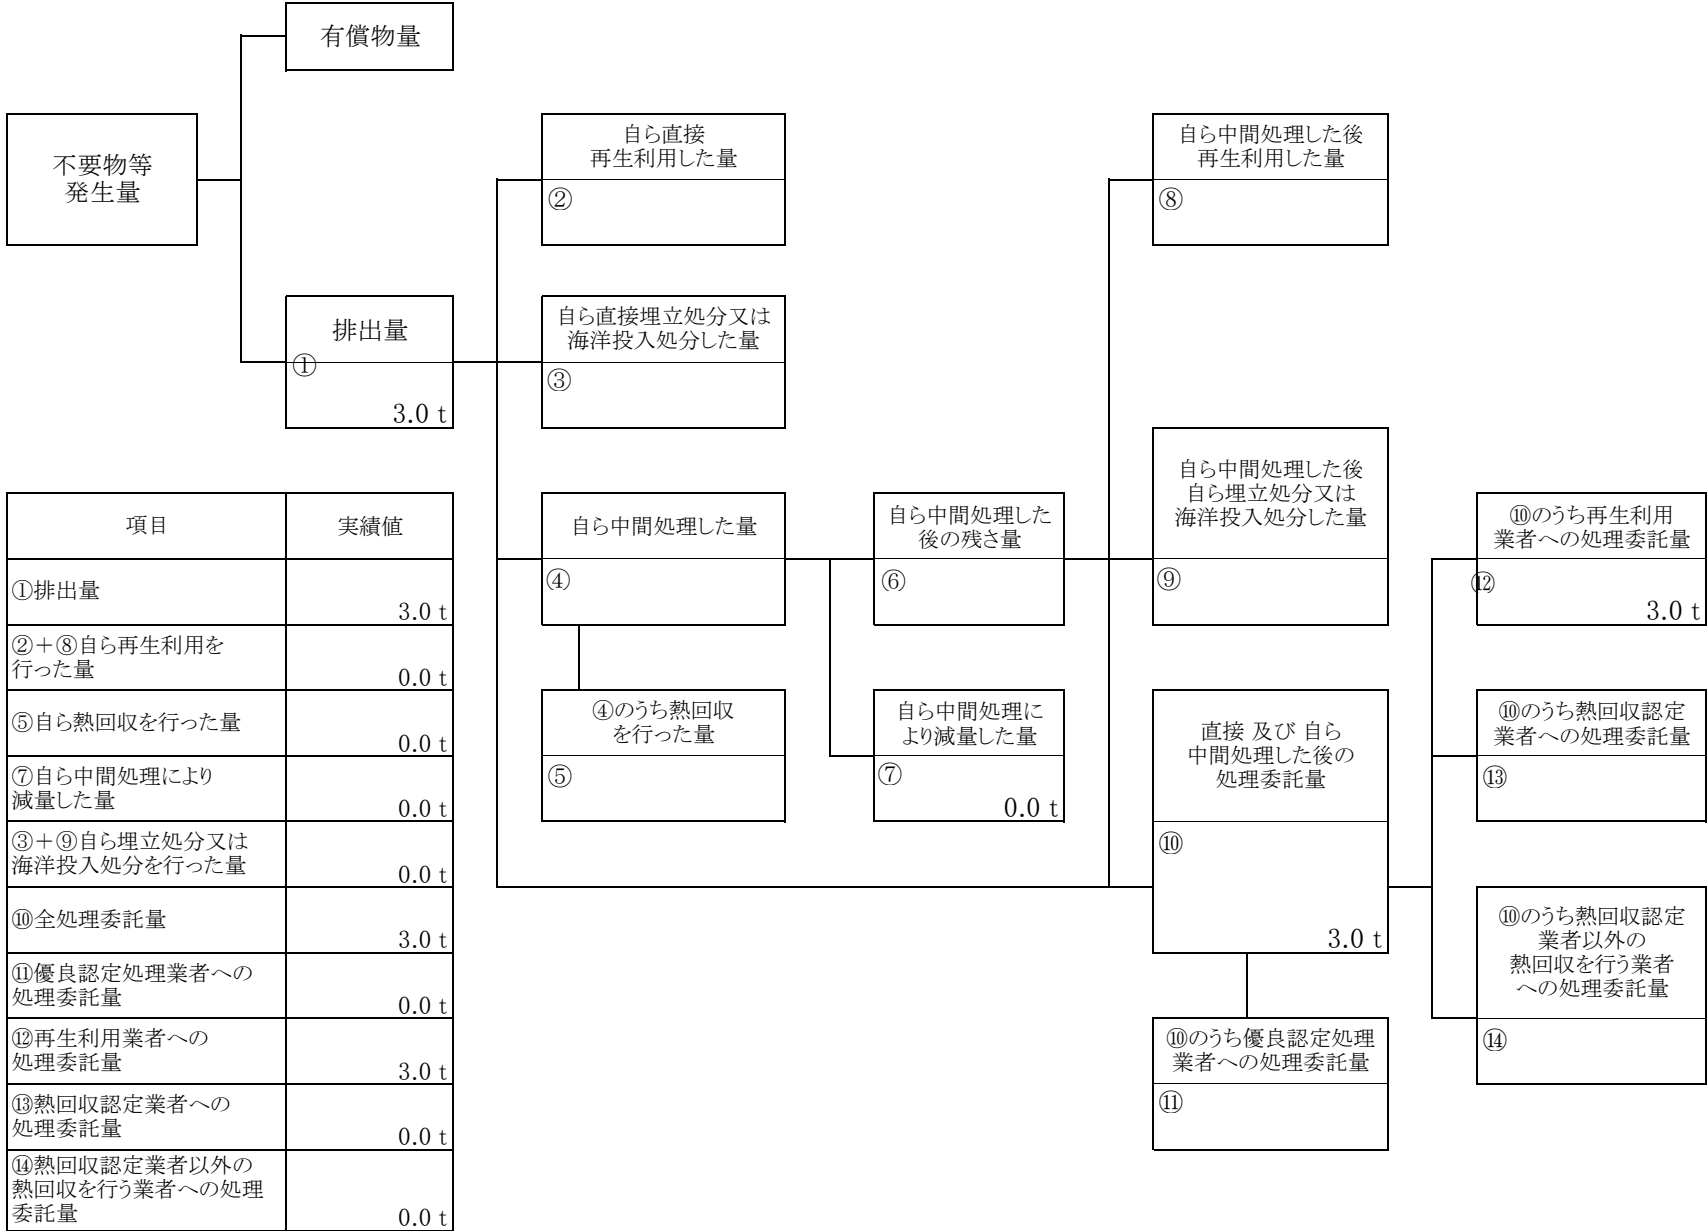 有償物量
不要物等
発生量
自ら直接
再生利用した量
②
自ら中間処理した後
再生利用した量
⑧
排出量
①
3.0 t
自ら直接埋立処分又は
海洋投入処分した量
③
自ら中間処理した量
④
自ら中間処理した
後の残さ量
⑥
自ら中間処理した後
自ら埋立処分又は
海洋投入処分した量
⑨
⑩のうち再生利用
業者への処理委託量
⑫
3.0 t
④のうち熱回収
を行った量
⑤
自ら中間処理に
より減量した量
⑦
0.0 t
直接 及び 自ら
中間処理した後の
処理委託量
⑩
3.0 t
⑩のうち熱回収認定
業者への処理委託量
⑬
⑩のうち熱回収認定
業者以外の
熱回収を行う業者
への処理委託量
⑭
⑩のうち優良認定処理
業者への処理委託量
⑪
項目 実績値
①排出量
3.0 t
②＋⑧自ら再生利用を
行った量
0.0 t
⑤自ら熱回収を行った量
0.0 t
⑦自ら中間処理により
減量した量
0.0 t
③＋⑨自ら埋立処分又は
海洋投入処分を行った量
0.0 t
⑩全処理委託量
3.0 t
⑪優良認定処理業者への
処理委託量
0.0 t
⑫再生利用業者への
処理委託量
3.0 t
⑬熱回収認定業者への
処理委託量
0.0 t
⑭熱回収認定業者以外の
熱回収を行う業者への処理
委託量
0.0 t